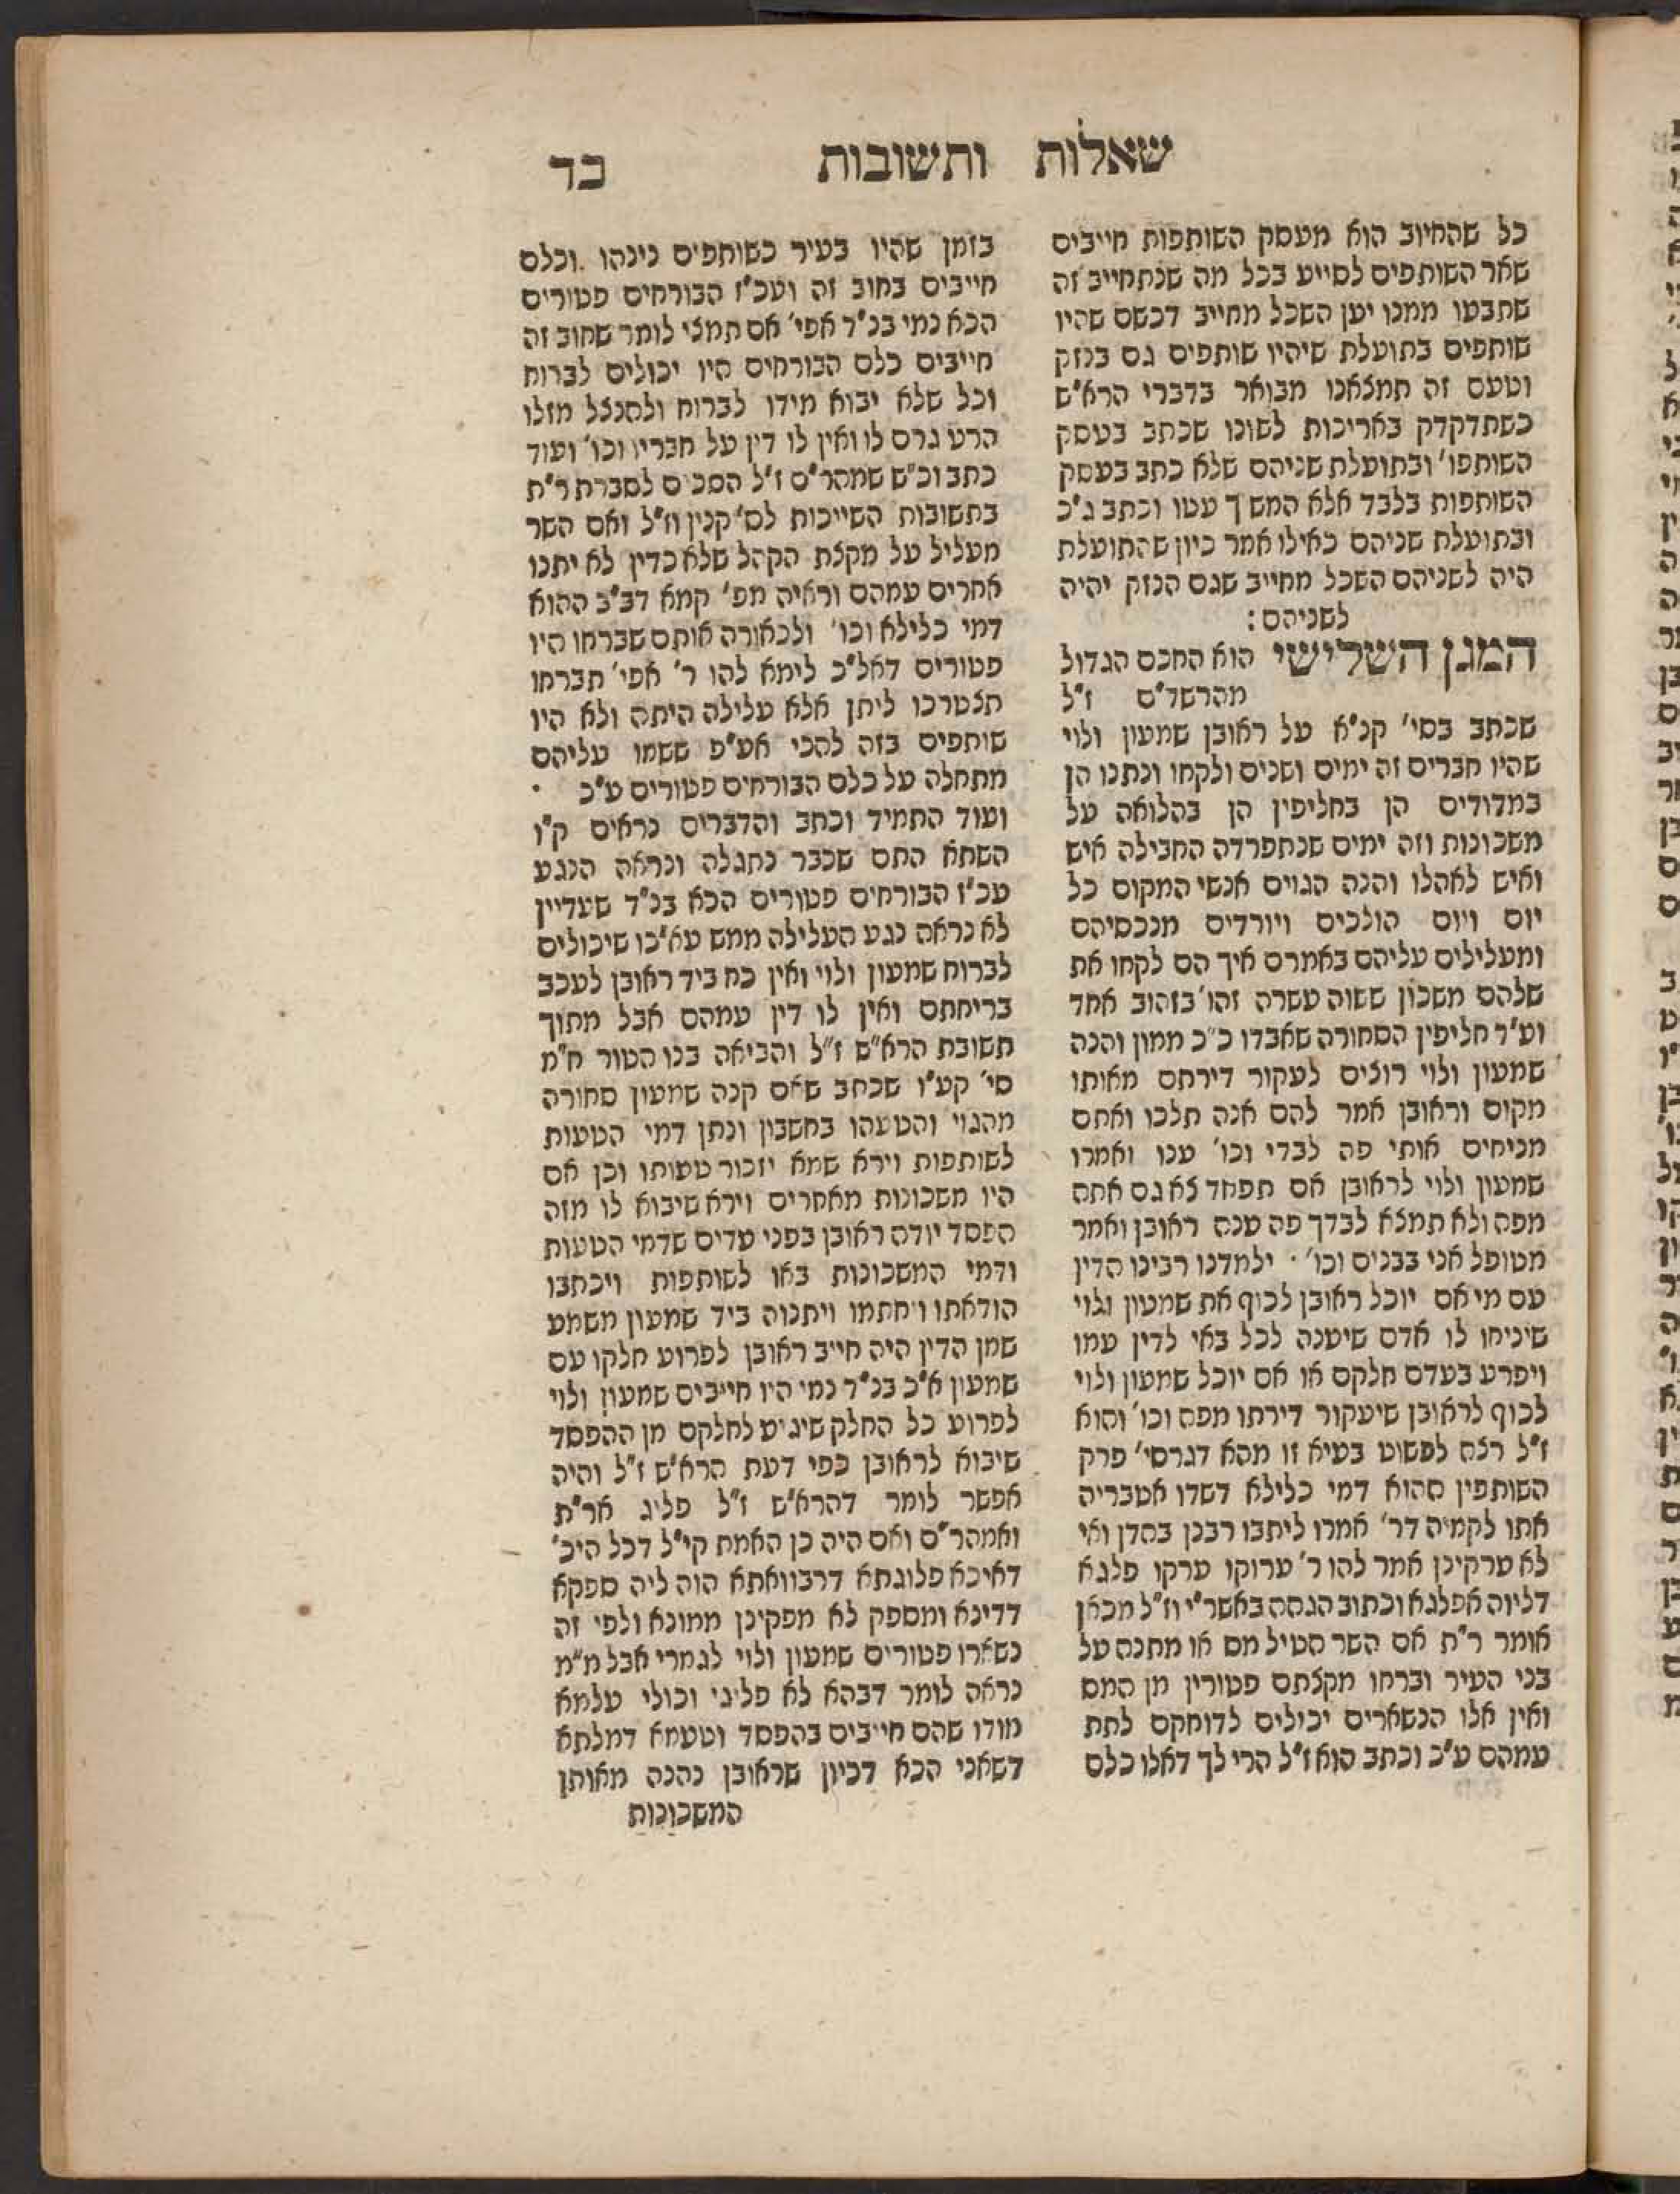 שאלות ותשובות כד
כל שהחיוב הוא מעסק השותפות חייבים
שאר השותפים לסייע בכל מה שנתחייב זה
שתבעו ממנו יען השכל מחייב דכשם שהיו
שותפים בתועלת שיהיו שותפים גם בנזק
וטעם זה תמצאנו מבואר בדברי הרא"ש
כשתדקדק באריכות לשונו שכתב בעסק
השותפו' ובתועלת שניהם שלא כתב בעסק
השותפות בלבד אלא המשך עטו וכתב ג"כ
ובתועלת שניהם כאילו אמר כיון שהתועלת
היה לשניהם השכל מחייב שגם הנזק יהיה
לשניהם:
המגן השלישי הוא החכם הגדול
מהרשד"ם ז"ל
שכתב בסי' קנ"א על ראובן שמעון ולוי
שהיו חברים זה ימים ושנים ולקחו ונתנו הן
במדודים הן בחליפין הן בהלואה על
משכונות וזה ימים שנתפרדה החבילה איש
ואיש לאהלו והנה הגוים אנשי המקום כל
יום ויום הולכים ויורדים מנכסיהם
ומעלילים עליהם באמרם איך הם לקחו את
שלהם משכון ששוה עשרה זהו' בזהוב אחד
וע"ד חליפין הסחורה שאבדו כ"כ ממון והנה
שמעון ולוי רוצים לעקור דירתם מאותו
מקום וראובן אמר להם אנה תלכו ואתם
מניחים אותי פה לבדי וכו' ענו ואמרו
שמעון ולוי לראובן אם תפחד צא גם אתה
מפה ולא תמצא לבדך פה ענה ראובן ואמר
מטופל אני בבנים וכו' · ילמדנו רבינו הדין
עם מי אם יוכל ראובן לכוף את שמעון ולוי
שיניחו לו אדם שיענה לכל באי לדין עמו
ויפרע בעדם חלקם או אם יוכל שמעון ולוי
לכוף לראובן שיעקור דירתו מפה וכו' והוא
ז"ל רצה לפשוט בעיא זו מהא דגרסי' פרק
השותפין ההוא דמי כלילא דשדו אטבריה
אתו לקמיה דר' אמרו ליתבו רבנן בהדן ואי
לא ערקינן אמר להו ר' ערוקו ערקו פלגא
דליוה אפלגא וכתוב הגהה באשר"י וז"ל מכאן
אומר ר"ת אם השר הטיל מס או מתנה על
בני העיר וברחו מקצתם פטורין מן המס
ואין אלו הנשארים יכולים לדוחקם לתת
עמהם ע"כ וכתב הוא ז"ל הרי לך דאלו כלם
בזמן שהיו בעיר כשותפים נינהו .וכלם
חייבים בחוב זה ועכ"ז הבורחים פטורים
הכא נמי בנ"ד אפי' אם תמצי לומר שחוב זה
חייבים כלם הבורחים היו יכולים לברוח
וכל שלא יבוא מידו לברוח ולהנצל מזלו
הרע גרם לו ואין לו דין על חבריו וכו' ועוד
כתב וכ"ש שמהר"ם ז"ל הסכים לסברת ר"ת
בתשובות השייכות לס' קנין וז"ל ואם השר
מעליל על מקצת הקהל שלא כדין לא יתנו
אחרים עמהם וראיה מפ' קמא דב"ב ההוא
דמי כלילא וכו' ולכאורה אותם שברחו היו
פטורים דאל"כ לימא להו ר' אפי' תברחו
תצטרכו ליתן אלא עלילה היתה ולא היו
שותפים בזה להכי אע"פ ששמו עליהם
מתחלה על כלם הבורחים פטורים ע"כ ·
ועוד התמיד וכתב והדברים נראים ק"ו
השתא התם שכבר נתגלה ונראה הנגע
עכ"ז הבורחים פטורים הכא בנ"ד שעדיין
לא נראה נגע העלילה ממש עאכ"ו שיכולים
לברוח שמעון ולוי ואין כח ביד ראובן לעכב
בריחתם ואין לו דין עמהם אבל מתוך
תשובת הרא"ש ז"ל והביאה בנו הטור ח"מ
סי' קע"ו שכתב שאם קנה שמעון סחורה
מהגוי והטעהו בחשבון ונתן דמי הטעות
לשותפות וירא שמא יזכור טעותו וכן אם
היו משכונות מאחרים וירא שיבוא לו מזה
הפסד יודה ראובן בפני עדים שדמי הטעות
ודמי המשכונות באו לשותפות ויכתבו
הודאתו ויחתמו ויתנוה ביד שמעון משמע
שמן הדין היה חייב ראובן לפרוע חלקו עם
שמעון א"כ בנ"ד נמי היו חייבים שמעון ולוי
לפרוע כל החלק שיגיע לחלקם מן ההפסד
שיבוא לראובן כפי דעת הרא"ש ז"ל והיה
אפשר לומר דהרא"ש ז"ל פליג אר"ת
ואמהר"ם ואם היה כן האמת קי"ל דכל היכ'
דאיכא פלוגתא דרבוואתא הוה ליה ספקא
דדינא ומספק לא מפקינן ממונא ולפי זה
נשארו פטורים שמעון ולוי לגמרי אבל מ"מ
נראה לומר דבהא לא פליגי וכולי עלמא
מודו שהם חייבים בהפסד וטעמא דמלתא
דשאני הכא דכיון שראובן נהנה מאותן
המשכונות